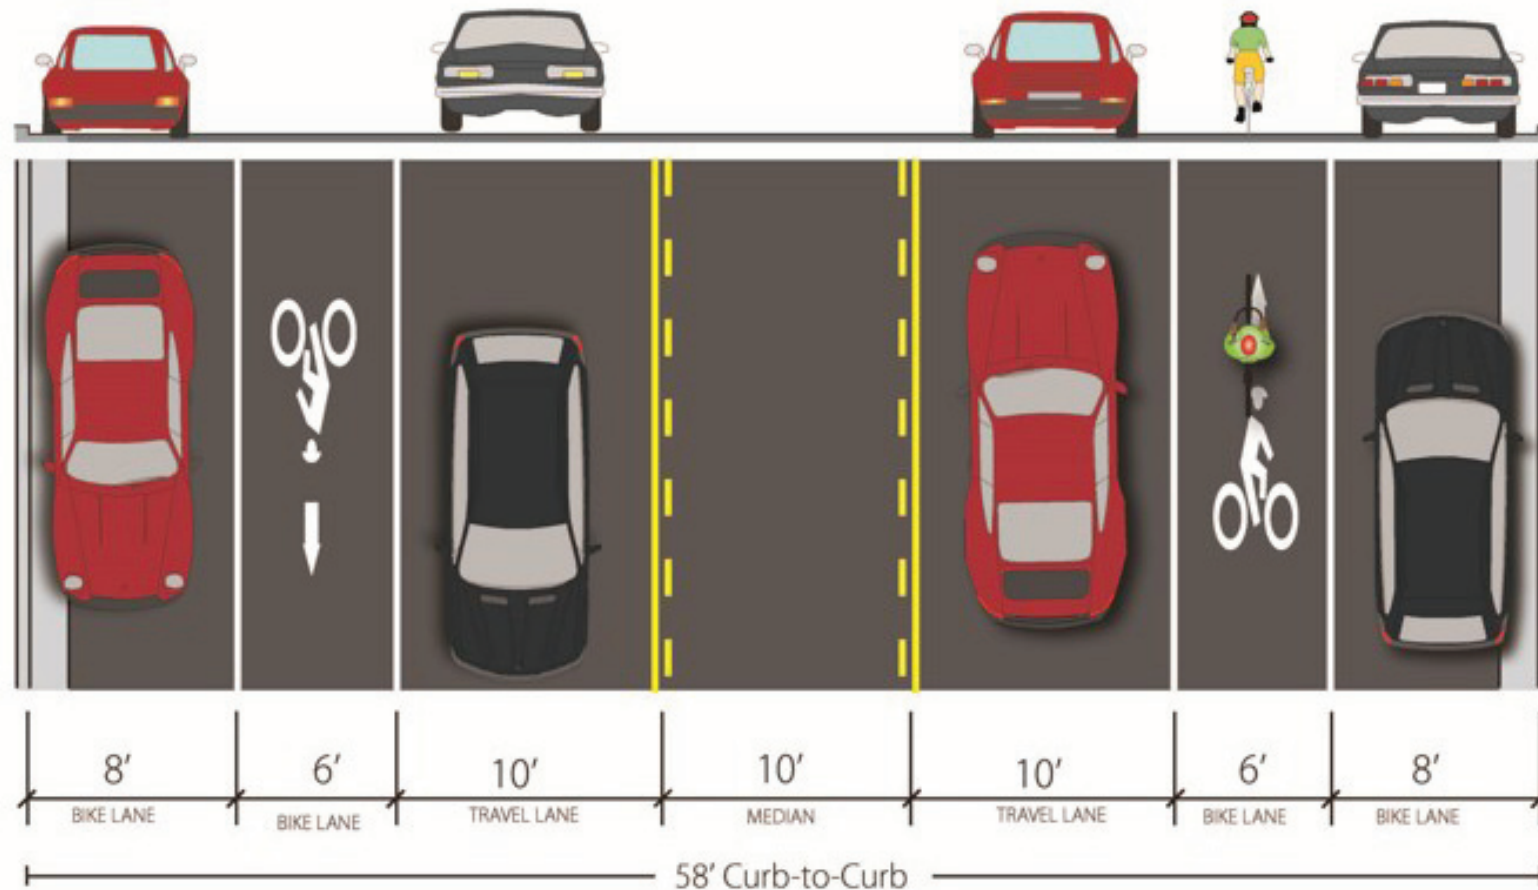 8′ 6′ 10′ 10′ 10′ 6′ 8′
BIKE LANE BIKE LANE TRAVEL LANE MEDIAN TRAVEL LANE BIKE LANE BIKE LANE
58′ Curb-to-Curb